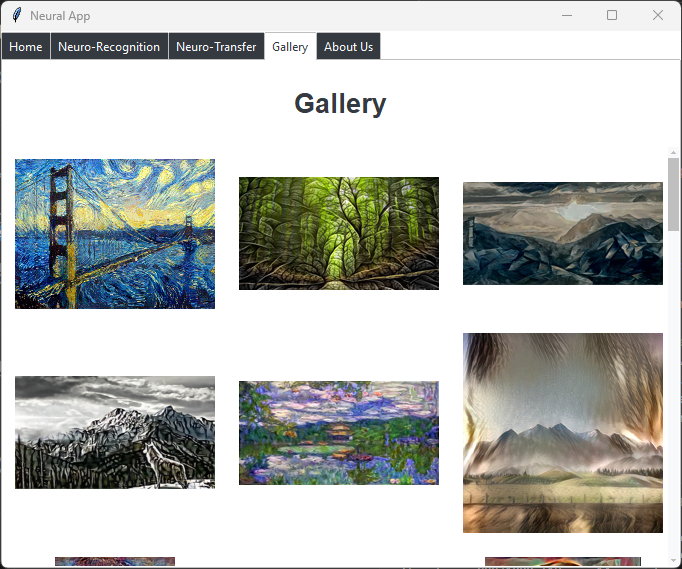 Neural App
Home Neuro-Recognition Neuro-Transfer Gallery About Us
Gallery